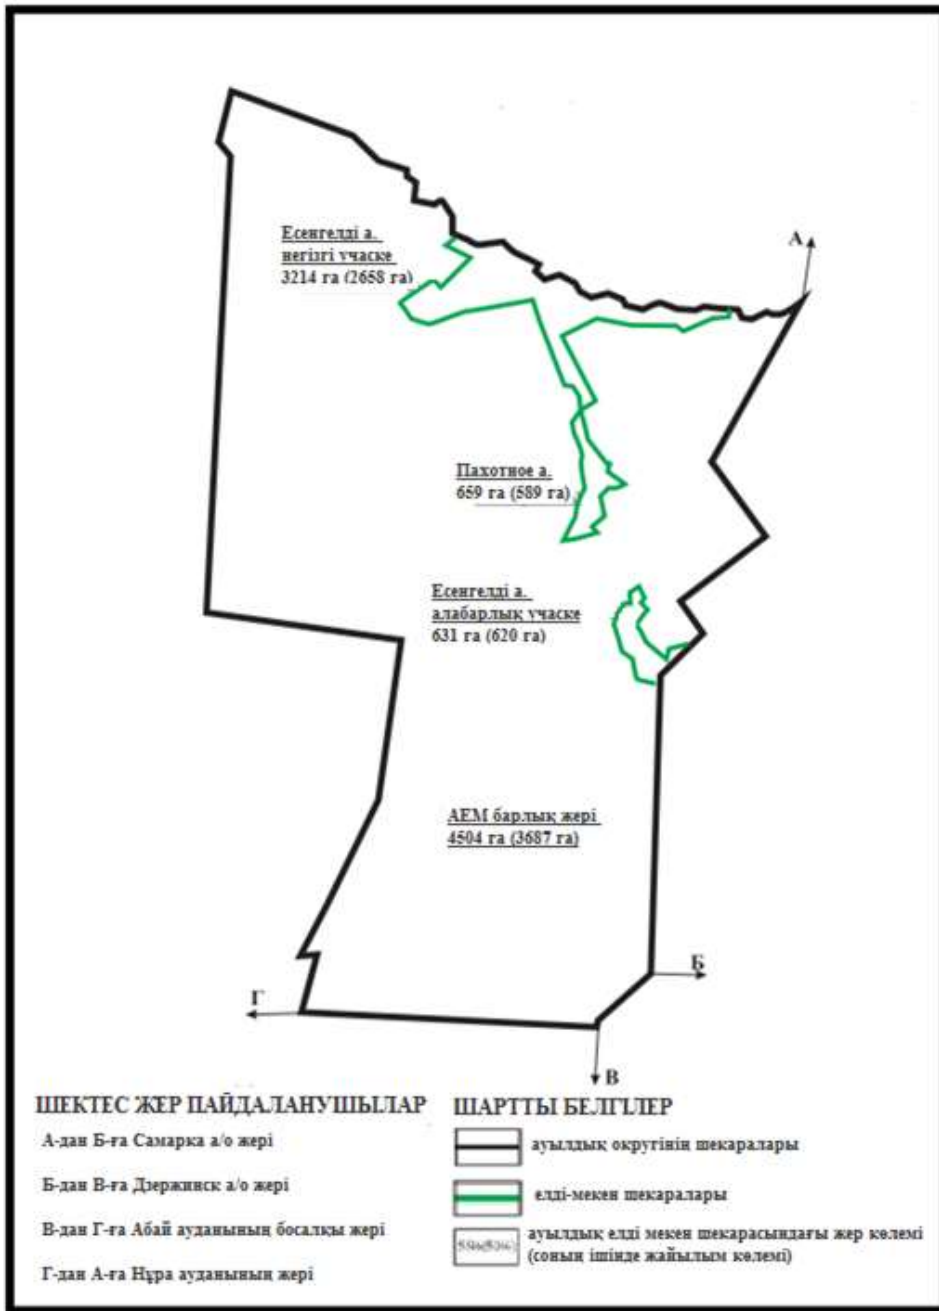 Есенгелді а.
негізгі учаске
3214 га (2658 га)
А
Пахотное а.
659 га (589 га)
Есенгелді а.
алабарлық учаске
631 га (620 га)
АЕМ барлық жері
4504 га (3687 га)
Б
Г
В
ШЕКТЕС ЖЕР ПАЙДАЛАНУШЫЛАР
А-дан Б-ға Самарка а/о жері
Б-дан В-ға Дзержинск а/о жері
В-дан Г-ға Абай ауданының босалқы жері
Г-дан А-ға Нұра ауданының жері
ШАРТТЫ БЕЛГІЛЕР
ауылдық округінін шекаралары
елді-мекен шекаралары
ауылдық елді мекен шекарасындағы жер көлемі
(соның ішінде жайылым көлемі)